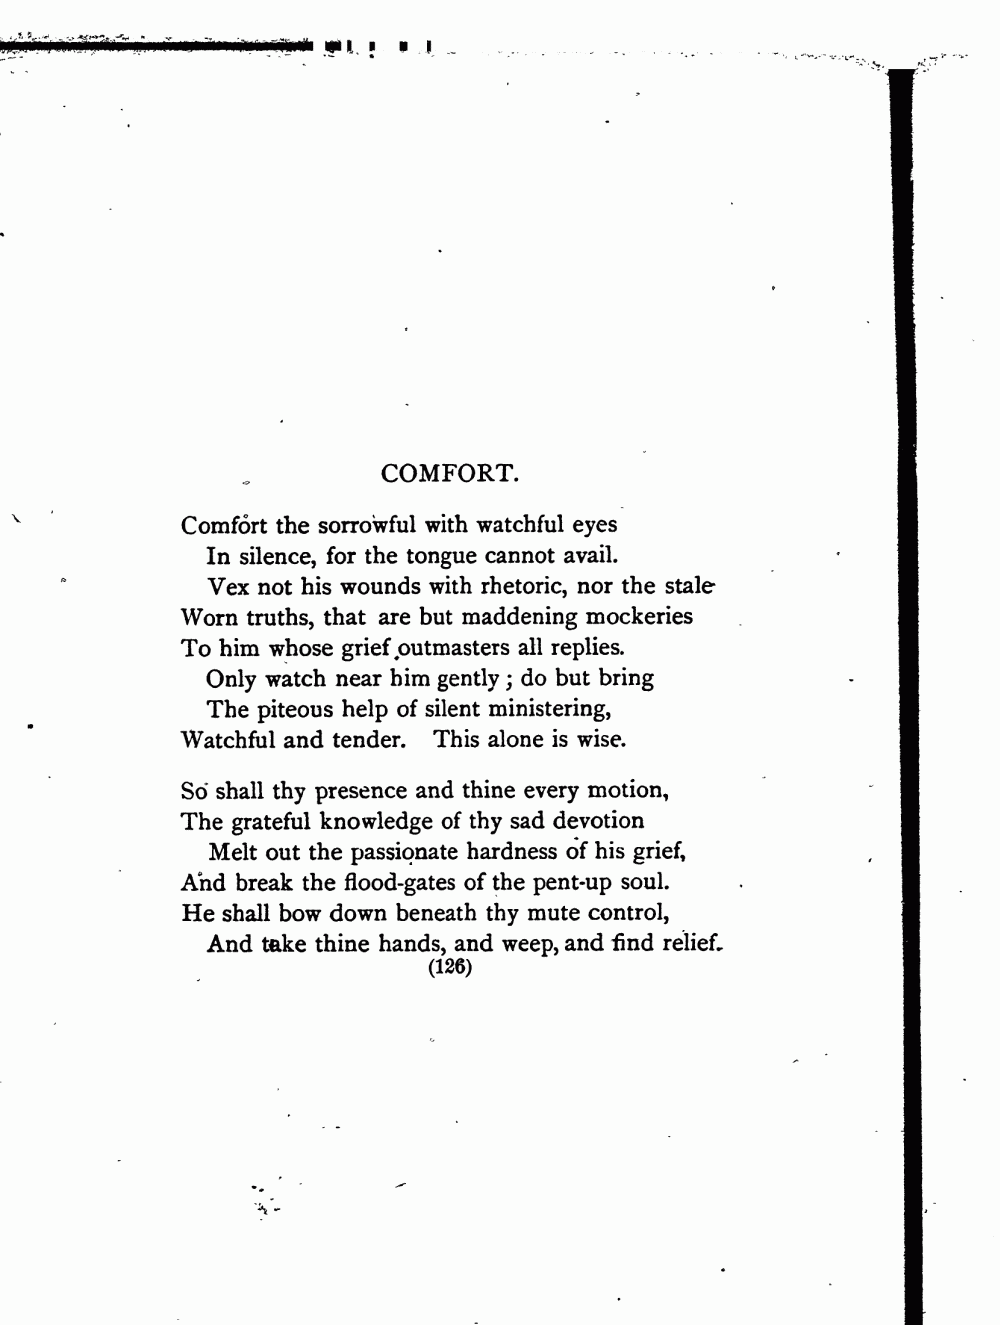 COMFORT.
Comfort the sorrowful with watchful eyes
In silence, for the tongue cannot avail.
Vex not his wounds with rhetoric, nor the stale
Worn truths, that are but maddening mockeries
To him whose grief outmasters all replies.
Only watch near him gently ; do but bring
The piteous help of silent ministering,
Watchful and tender. This alone is wise.
So shall thy presence and thine every motion,
The grateful knowledge of thy sad devotion
Melt out the passionate hardness of his grief,
And break the flood-gates of the pent-up soul.
He shall bow down beneath thy mute control,
And take thine hands, and weep, and find relief.
(126)